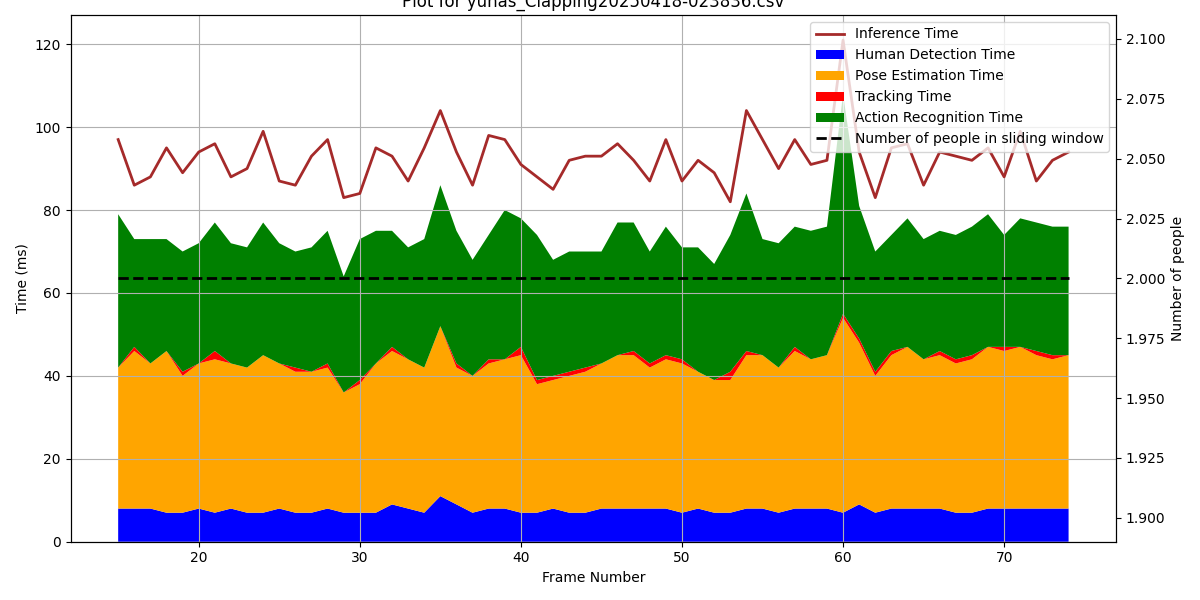 Plot for yunas_Clapping20250418-023836.csv
Inference Time
Human Detection Time
Pose Estimation Time
Tracking Time
Action Recognition Time
Number of people in sliding window
120
100
80
60
40
20
0
Time (ms)
20
30
40
50
60
70
Frame Number
2.100
2.075
2.050
2.025
2.000
1.975
1.950
1.925
1.900
Number of people